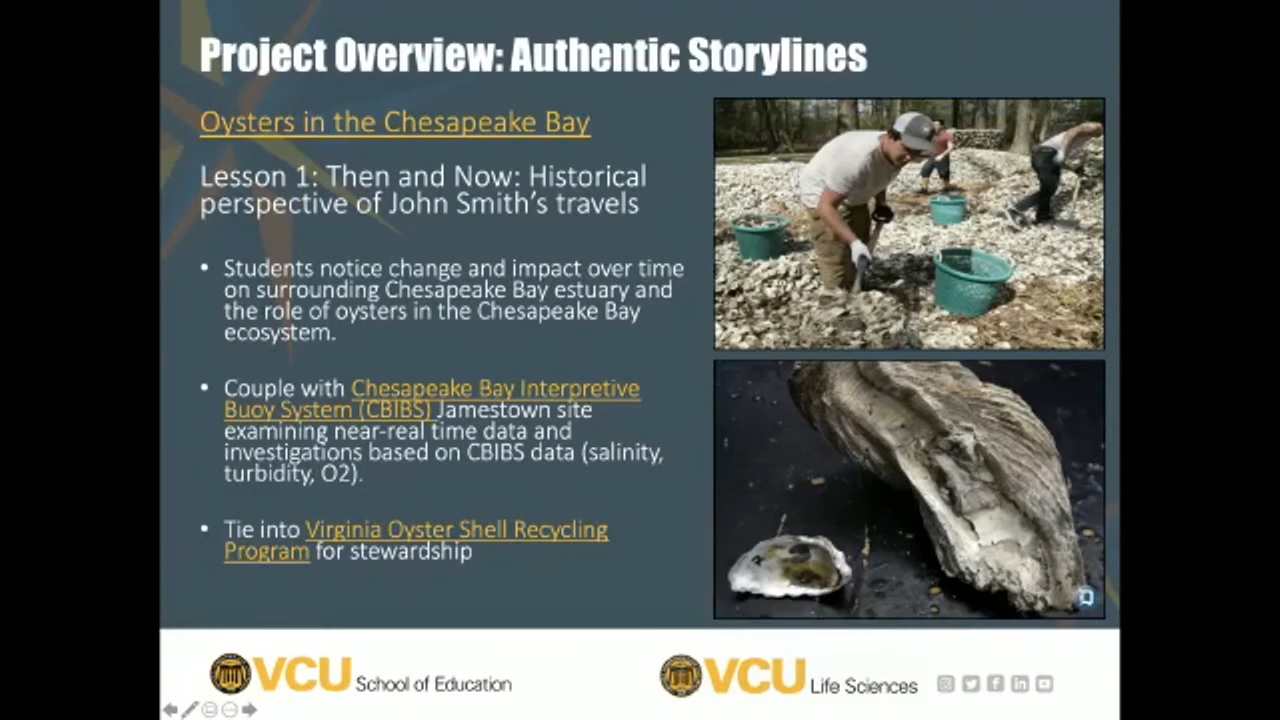 Project Overview: Authentic Storylines
Oysters in the Chesapeake Bay
Lesson 1: Then and Now: Historical
perspective of John Smith’s travels
• Students notice change and impact over time
on surrounding Chesapeake Bay estuary and
the role of oysters in the Chesapeake Bay
ecosystem.
• Couple with Chesapeake Bay Interpretive
Buoy System (CBIBS) Jamestown site
examining near-real time data and
investigations based on CBIBS data (salinity,
turbidity, O2).
• Tie into Virginia Oyster Shell Recycling
Program for stewardship
VCU School of Education
VCU Life Sciences